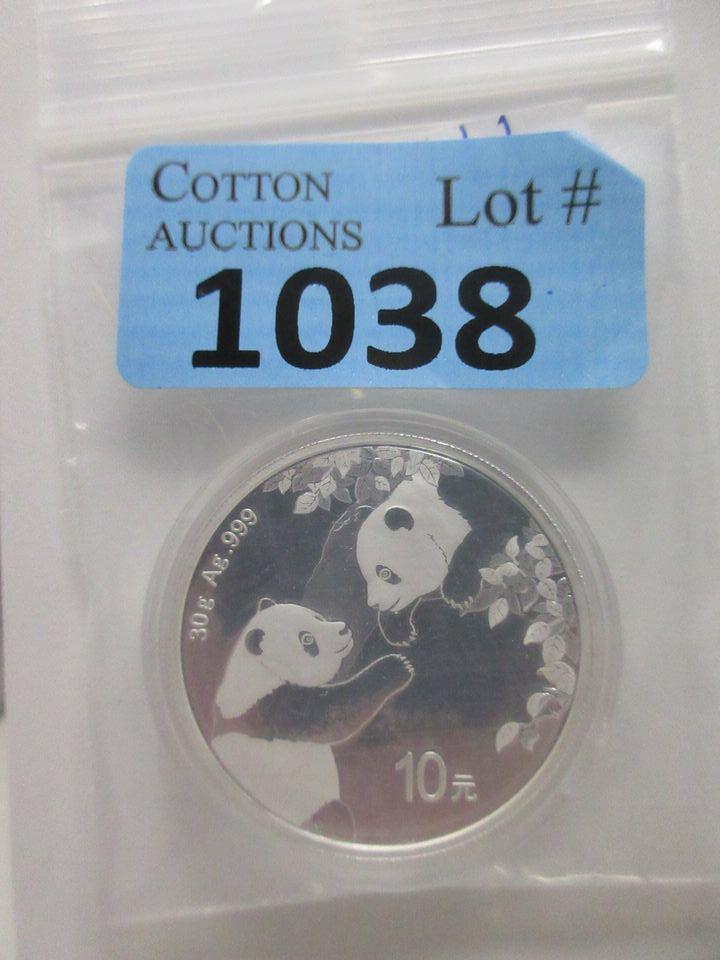 COTTON
AUCTIONS
Lot #
1038
30g Ag.999
10元